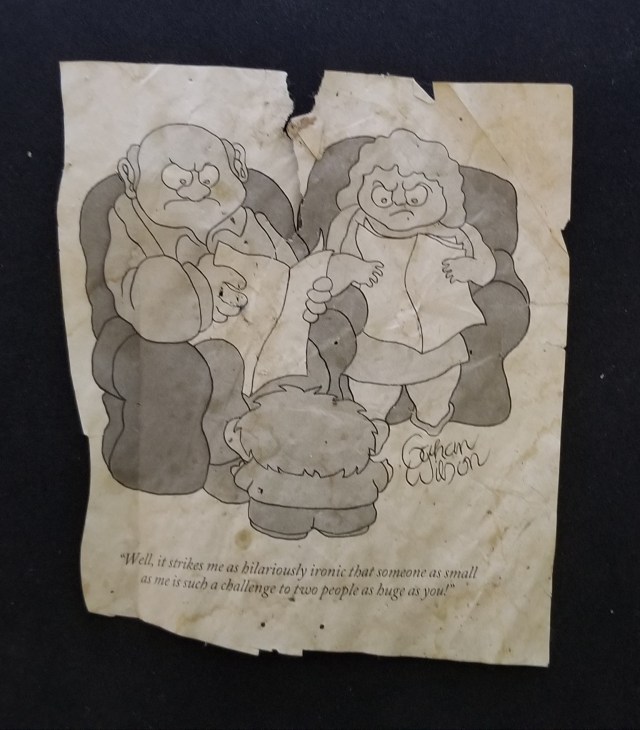 Gahan
Wilson
"Well, it strikes me as hilariously ironic that someone as small
as me is such a challenge to two people as huge as you!"